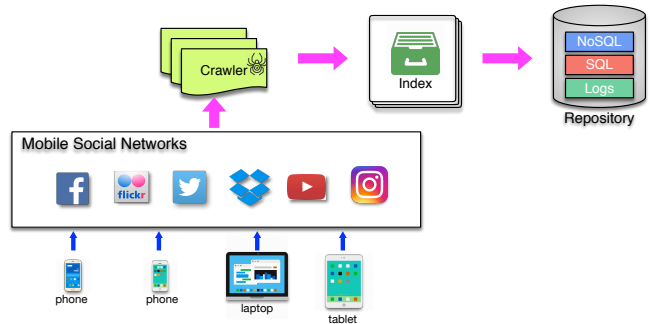 Crawler
Index
NoSQL
SQL
Logs
Repository
Mobile Social Networks
f
flickr
phone
phone
laptop
tablet